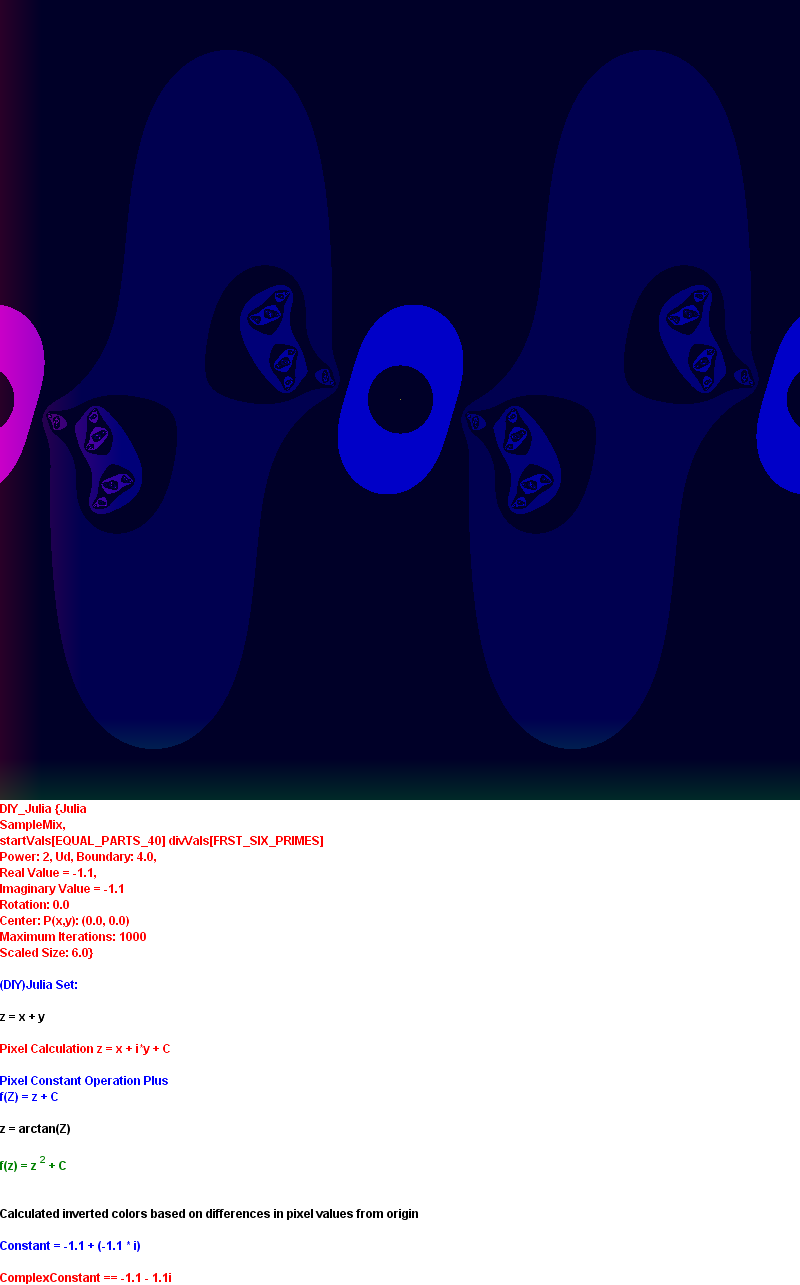 DIY_Julia {Julia
SampleMix,
startVals[EQUAL_PARTS_40] divVals[FRST_SIX_PRIMES]
Power: 2, Ud, Boundary: 4.0,
Real Value = -1.1,
Imaginary Value = -1.1
Rotation: 0.0
Center: P(x,y): (0.0, 0.0)
Maximum Iterations: 1000
Scaled Size: 6.0}
(DIY)Julia Set:
z = x + y
Pixel Calculation z = x + i*y + C
Pixel Constant Operation Plus
f(Z) = z + C
z = arctan(Z)
f(z) = z 2 + C
Calculated inverted colors based on differences in pixel values from origin
Constant = -1.1 + (-1.1 * i)
ComplexConstant == -1.1 - 1.1i